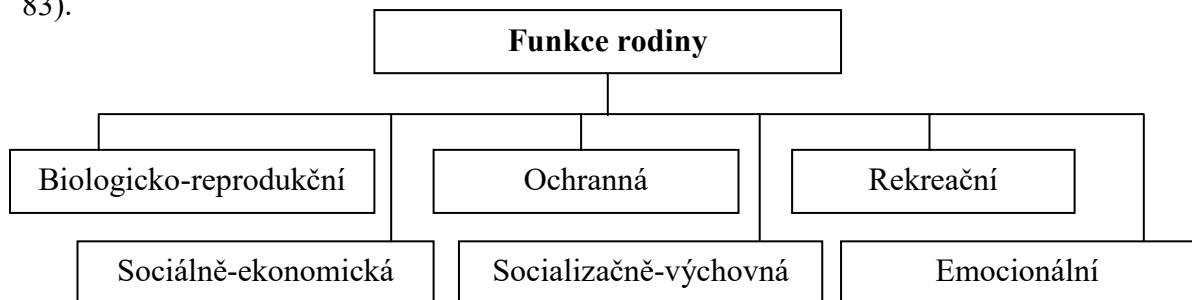 83).
Funkce rodiny
Biologicko-reprodukční
Ochranná
Rekreační
Sociálně-ekonomická
Socializačně-výchovná
Emocionální